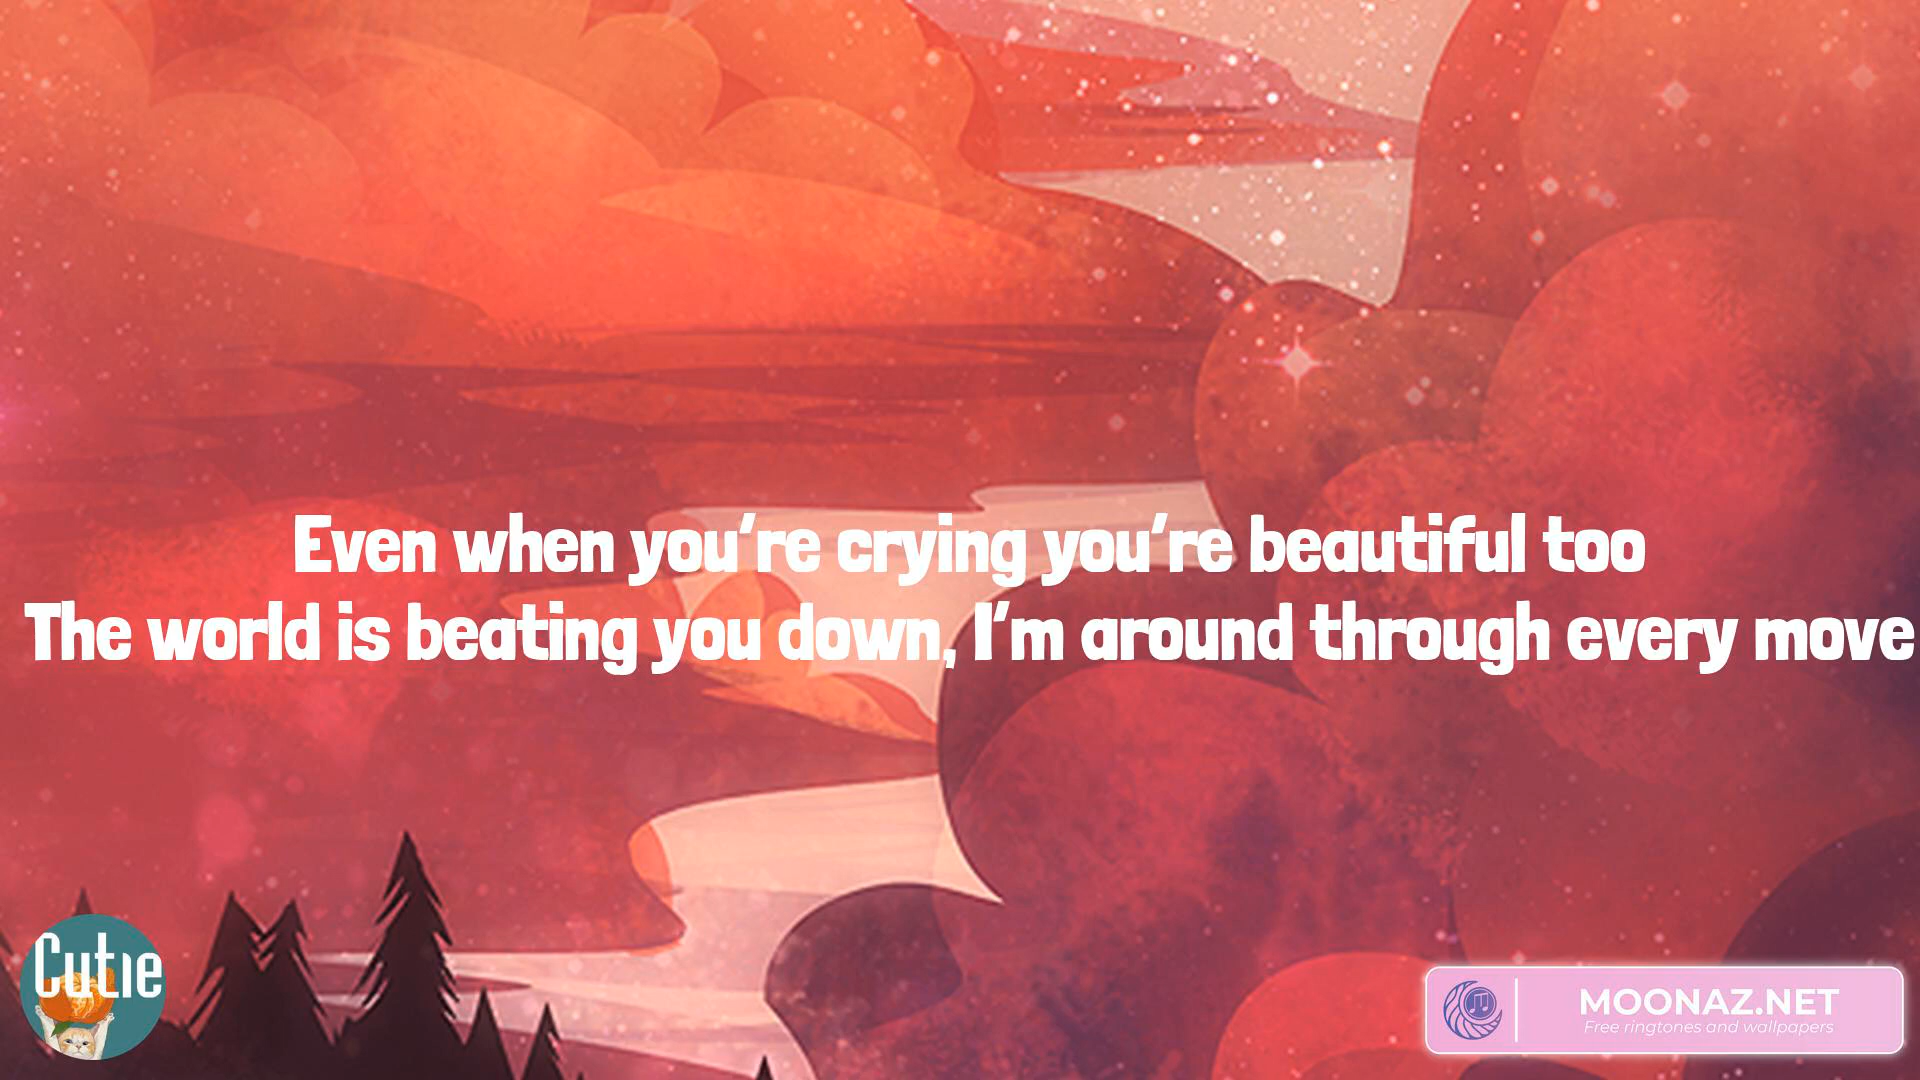 Even when you're crying you're beautiful too
The world is beating you down, I'm around through every move
Cutie
MOONAZ.NET
Free ringtones and wallpapers